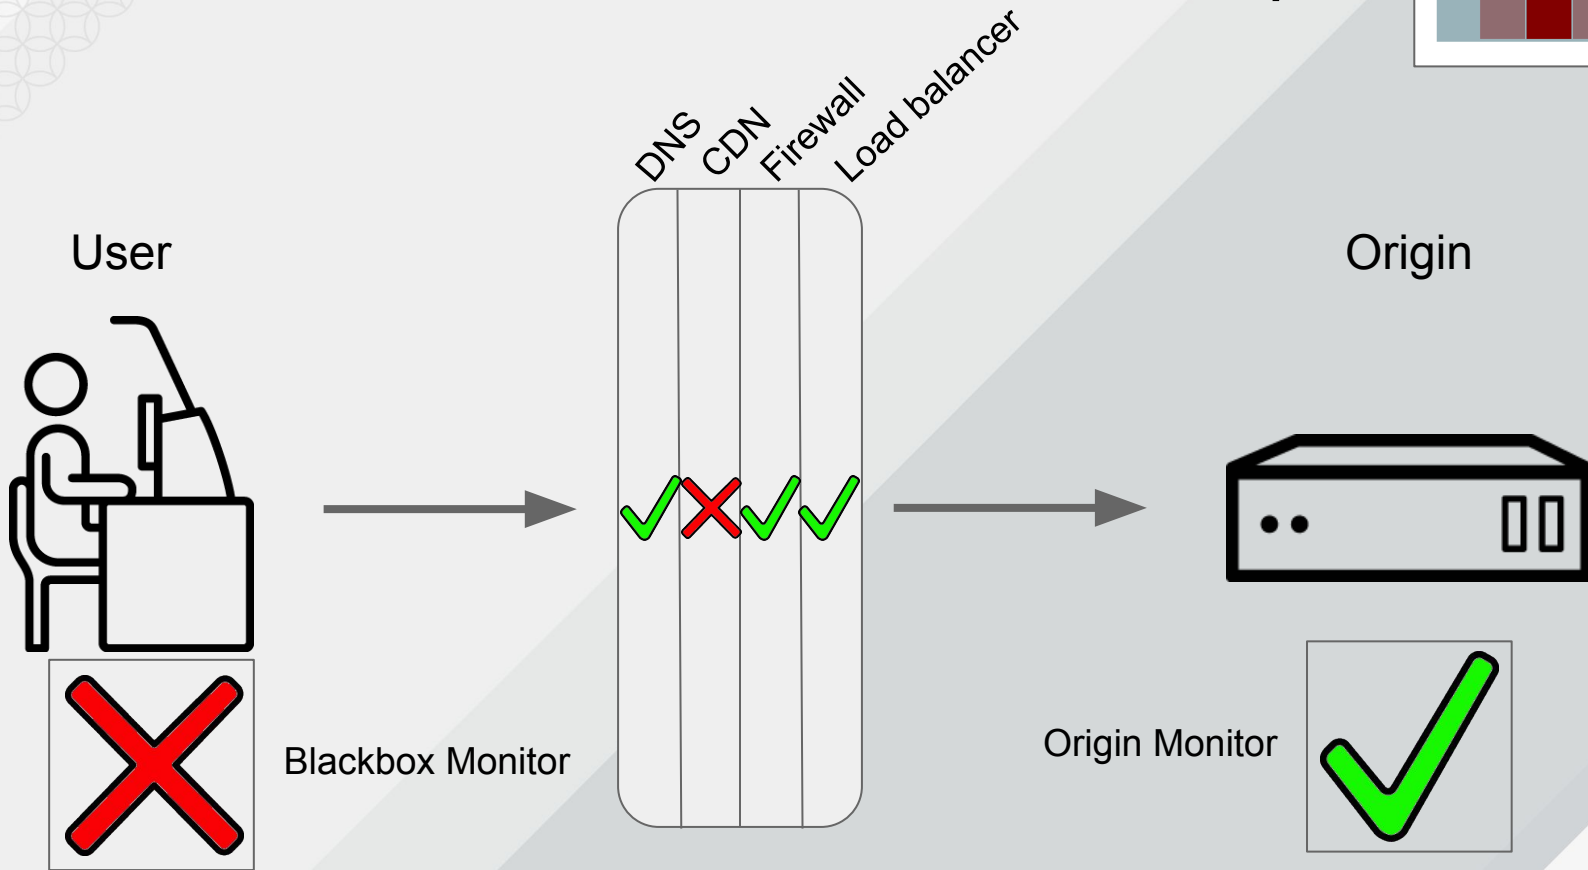 DNS
CDN
Firewall
Load balancer
User
Origin
Blackbox Monitor
Origin Monitor